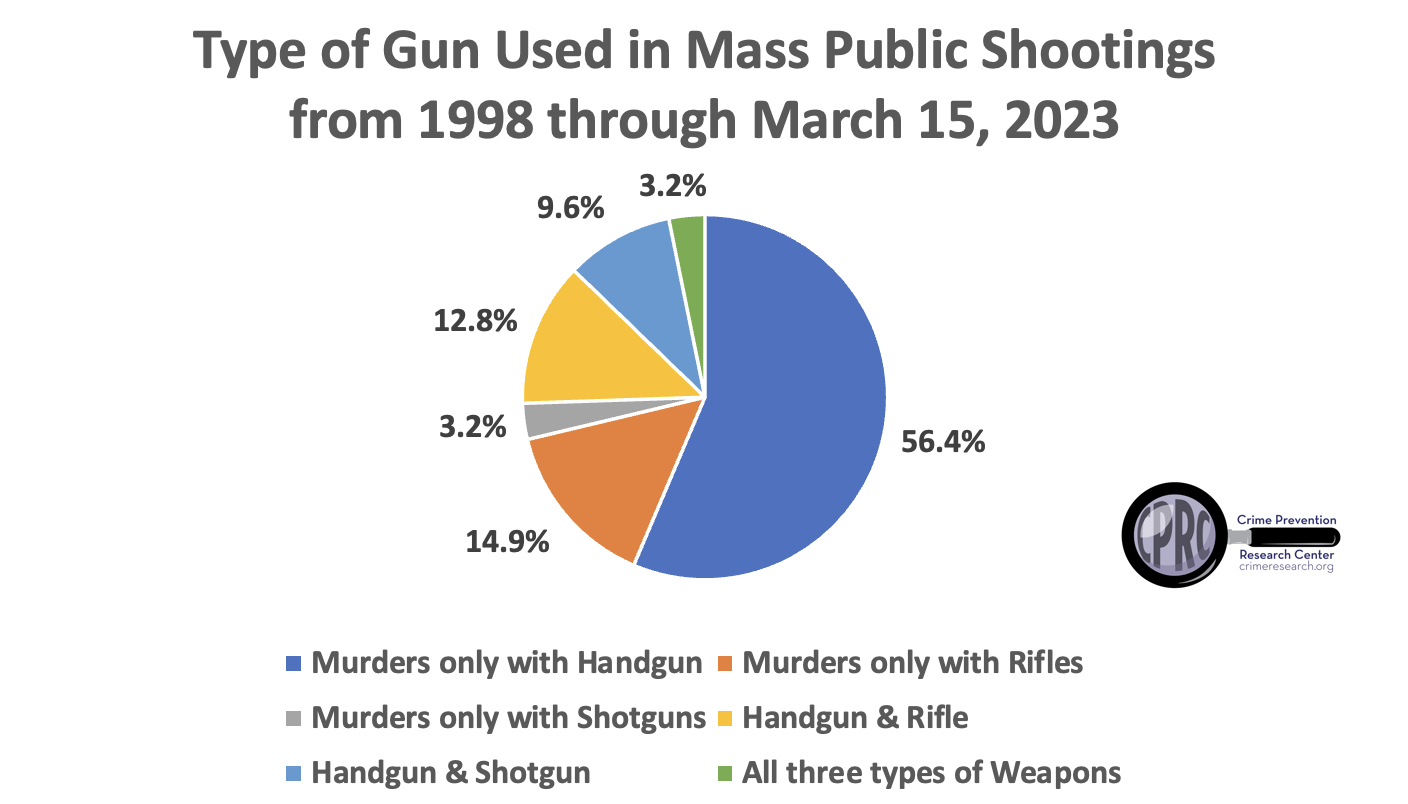 Type of Gun Used in Mass Public Shootings
from 1998 through March 15, 2023
3.2%
9.6%
12.8%
3.2%
56.4%
14.9%
CPRC
Crime Prevention
Research Center
crimeresearch.org
Murders only with Handgun
Murders only with Rifles
Murders only with Shotguns
Handgun & Rifle
Handgun & Shotgun
All three types of Weapons